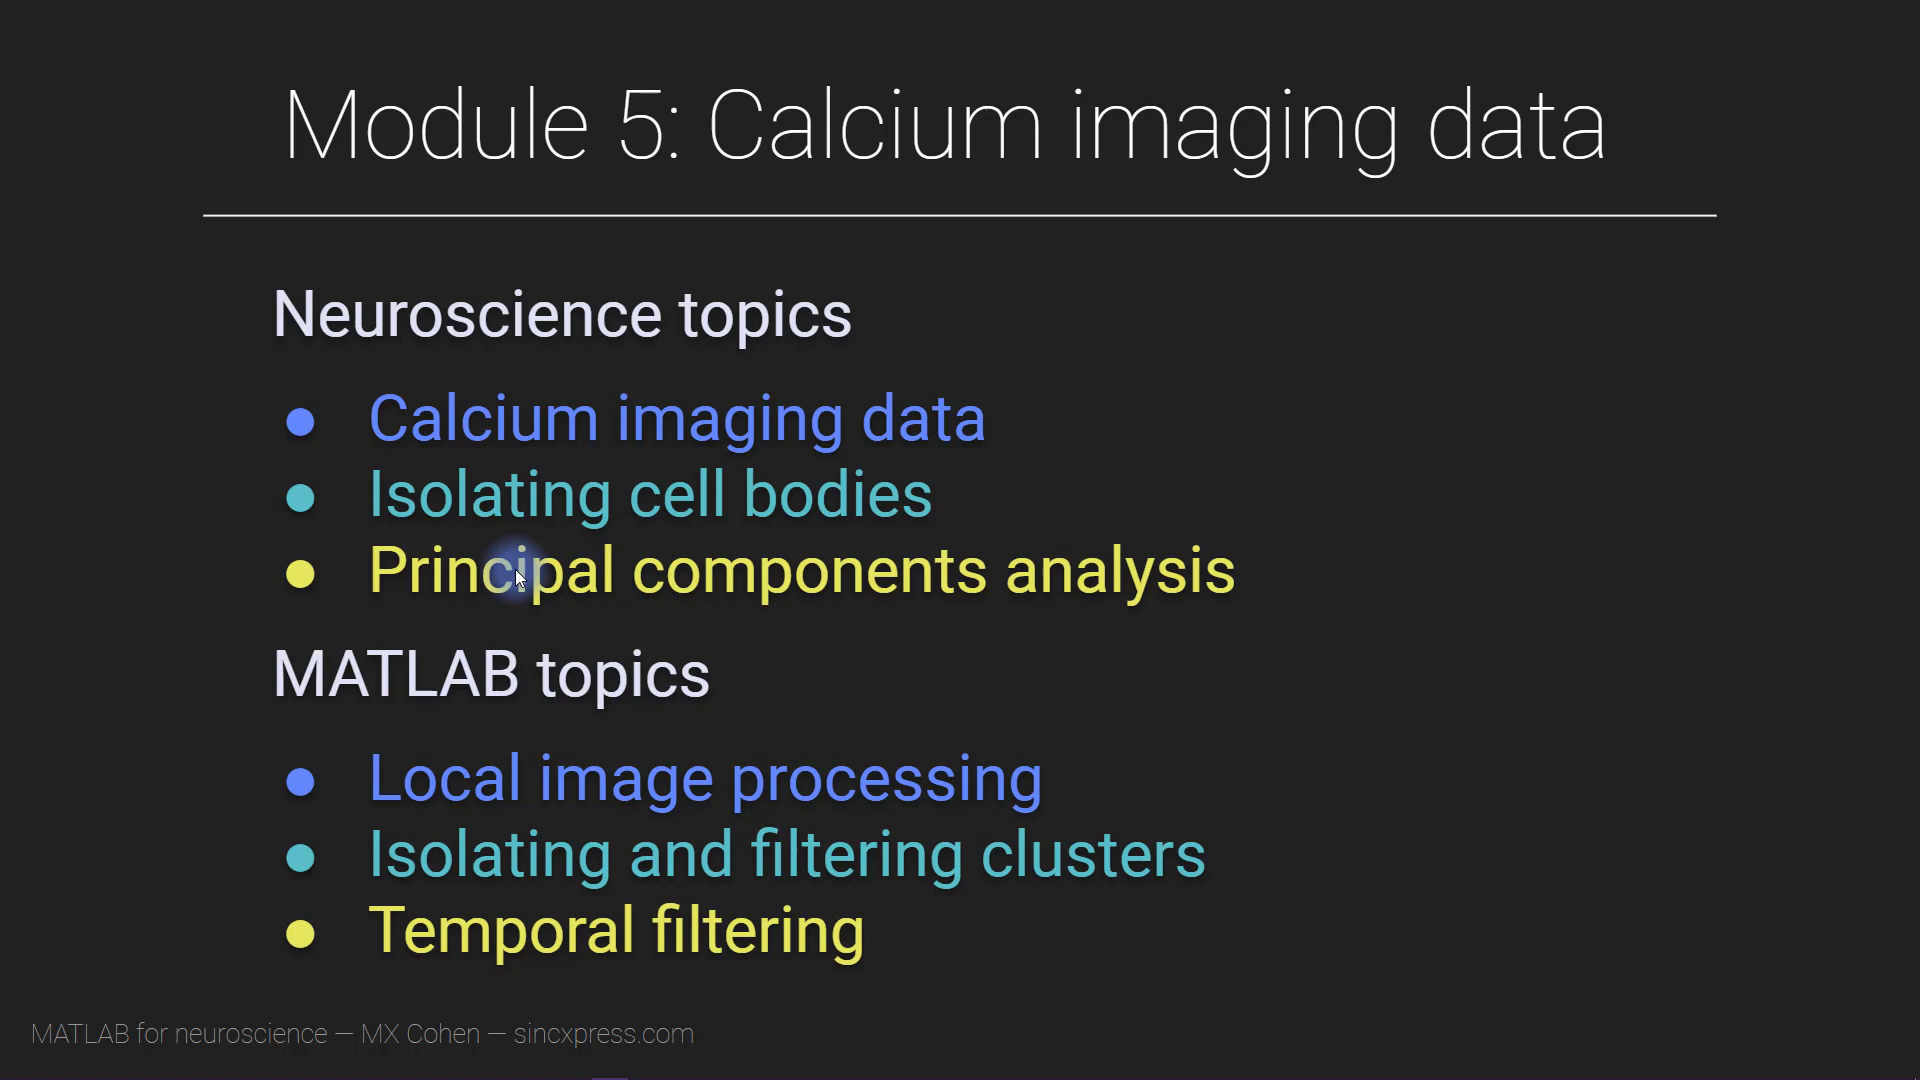 Module 5: Calcium imaging data
Neuroscience topics
● Calcium imaging data
● Isolating cell bodies
● Principal components analysis
MATLAB topics
● Local image processing
● Isolating and filtering clusters
● Temporal filtering
MATLAB for neuroscience — MX Cohen — sincxpress.com